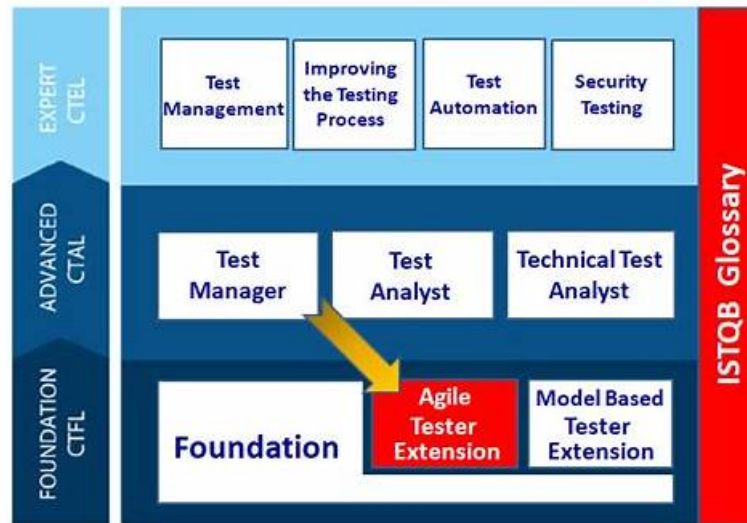 EXPERT
CTEL
Test
Management
Improving
the Testing
Process
Test
Automation
Security
Testing
ADVANCED
CTAL
Test
Manager
Test
Analyst
Technical Test
Analyst
FOUNDATION
CTFL
Foundation
Agile
Tester
Extension
Model Based
Tester
Extension
ISTQB Glossary